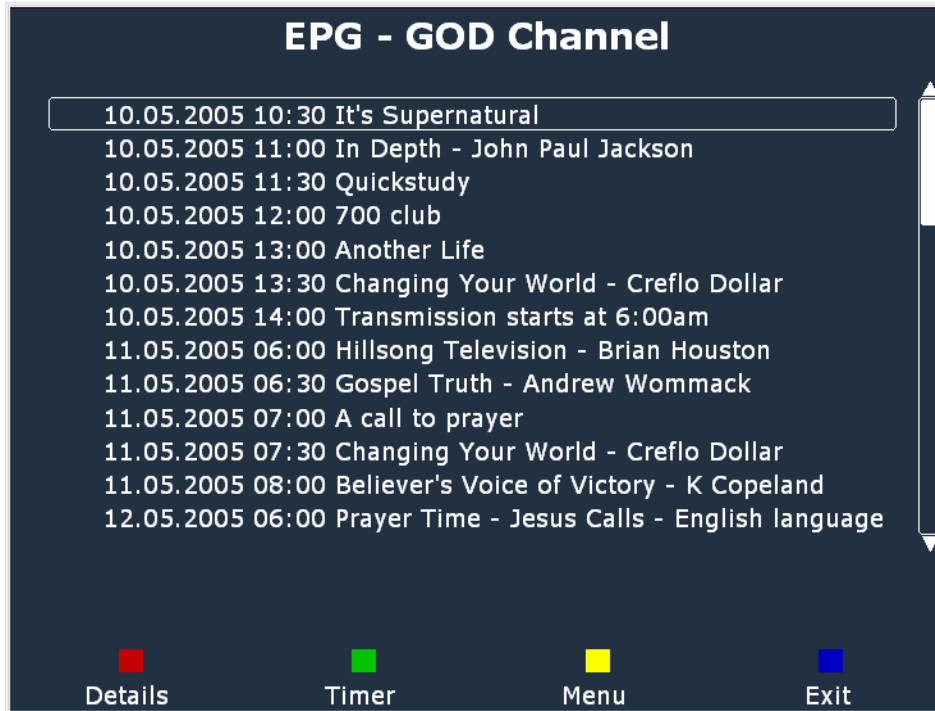 EPG - GOD Channel
10.05.2005 10:30 It's Supernatural
10.05.2005 11:00 In Depth - John Paul Jackson
10.05.2005 11:30 Quickstudy
10.05.2005 12:00 700 club
10.05.2005 13:00 Another Life
10.05.2005 13:30 Changing Your World - Creflo Dollar
10.05.2005 14:00 Transmission starts at 6:00am
11.05.2005 06:00 Hillsong Television - Brian Houston
11.05.2005 06:30 Gospel Truth - Andrew Wommack
11.05.2005 07:00 A call to prayer
11.05.2005 07:30 Changing Your World - Creflo Dollar
11.05.2005 08:00 Believer's Voice of Victory - K Copeland
12.05.2005 06:00 Prayer Time - Jesus Calls - English language
Details Timer Menu Exit